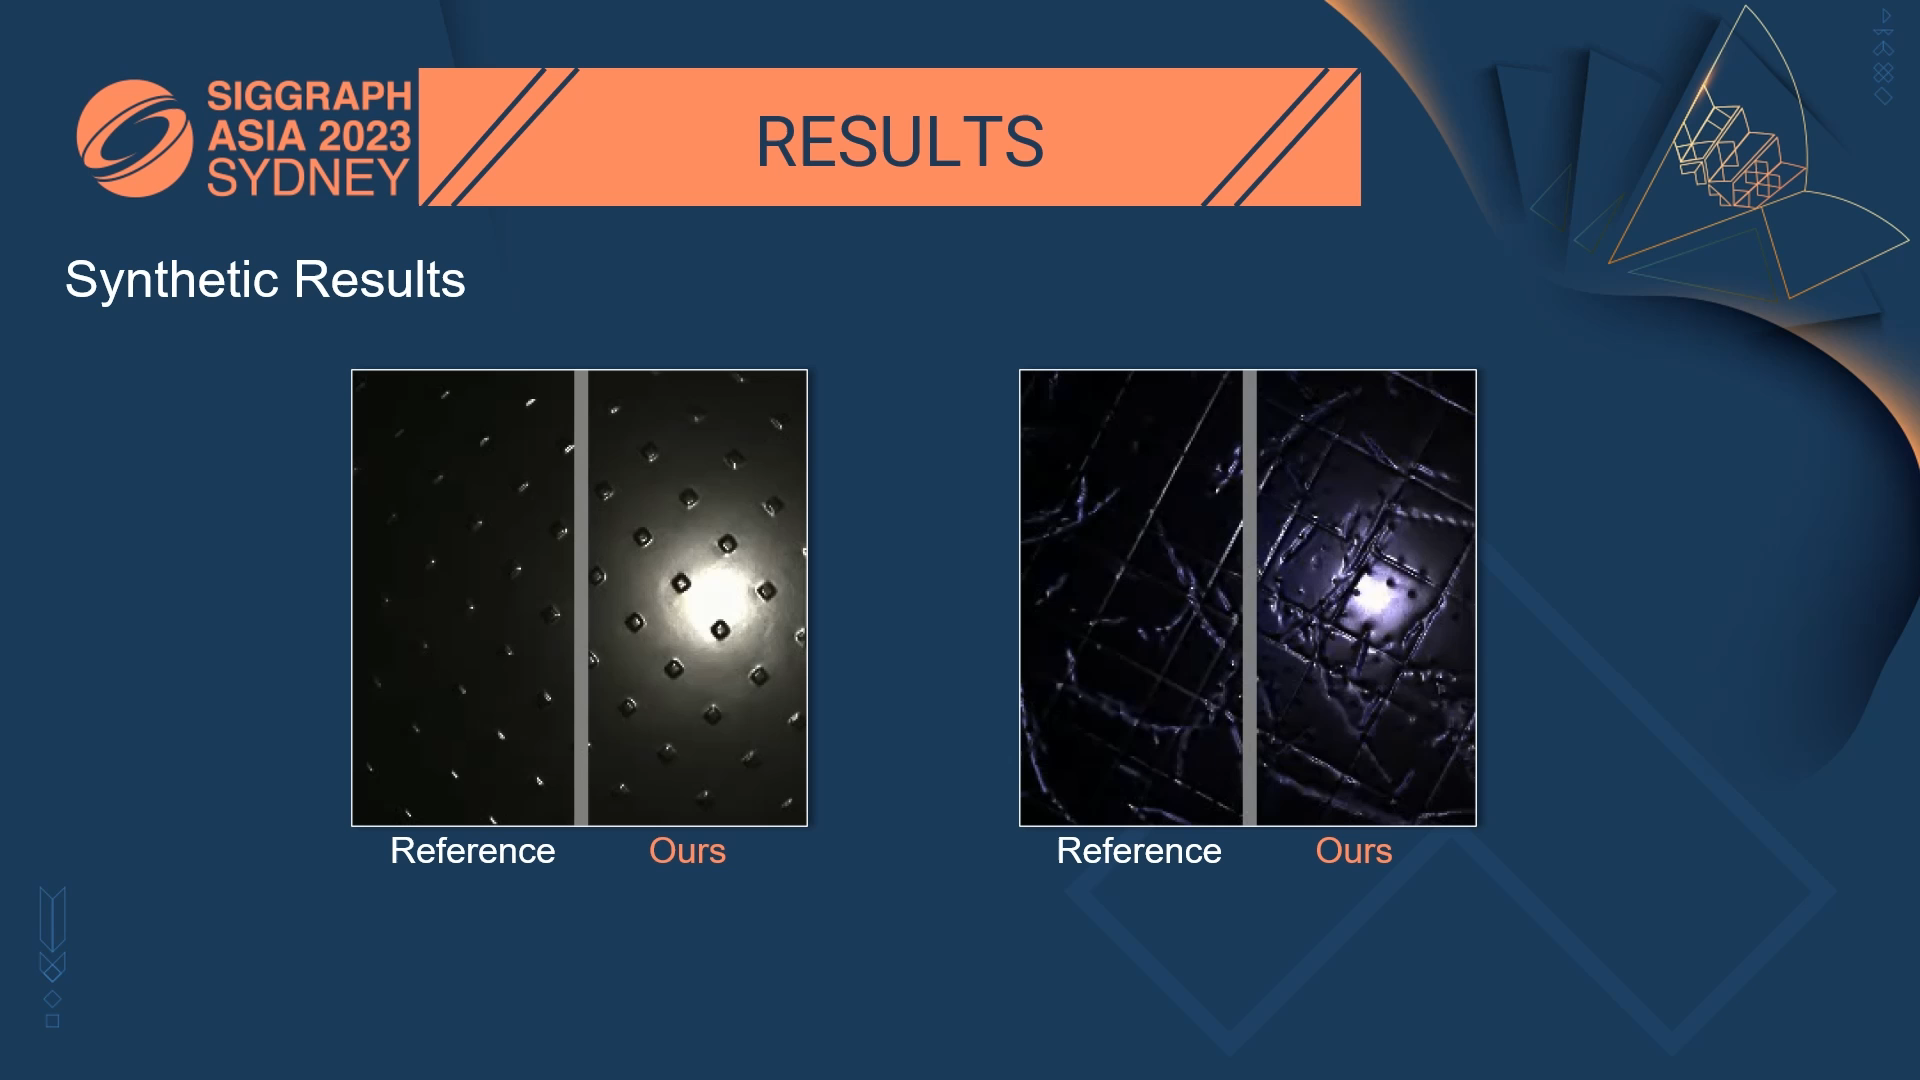 SIGGRAPH
ASIA 2023
SYDNEY
RESULTS
Synthetic Results
Reference Ours
Reference Ours